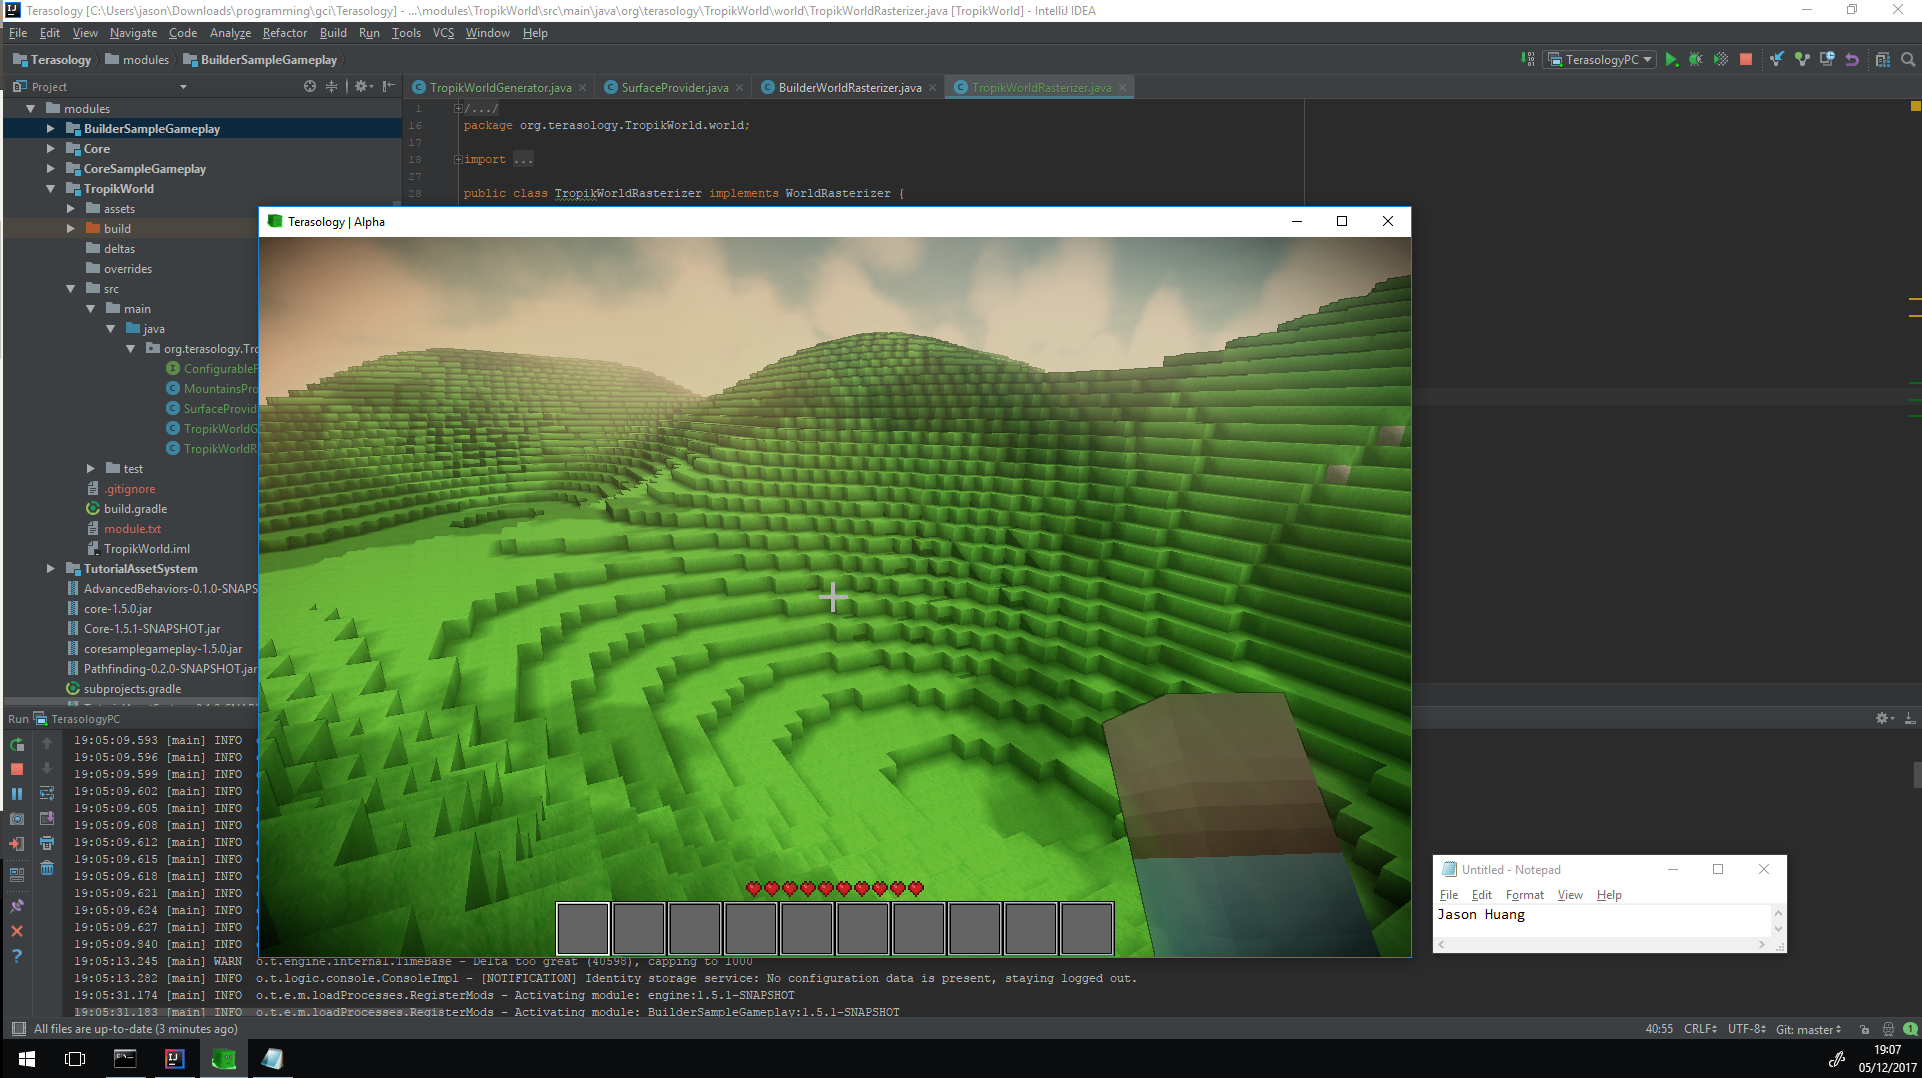 Terasology [C:\Users\jason\Downloads\programming\gci\Terasology] - ...\modules\TropikWorld\src\main\java\org\terasology\TropikWorld\world\TropikWorldRasterizer.java [TropikWorld] - IntelliJ IDEA
File Edit View Navigate Code Analyze Refactor Build Run Tools VCS Window Help
Terasology modules BuilderSampleGameplay TerasologyPC
Project TropikWorldGenerator.java SurfaceProvider.java BuilderWorldRasterizer.java TropikWorldRasterizer.java
modules
1 /.../
BuilderSampleGameplay
16 package org.terasology.TropikWorld.world;
17
Core
18 import ...
CoreSampleGameplay
27
TropikWorld
28 public class TropikWorldRasterizer implements WorldRasterizer {
assets
Terasology | Alpha
build
deltas
overrides
src
main
java
org.terasology.Tro
ConfigurableF
MountainsPro
SurfaceProvid
TropikWorldG
TropikWorldR
test
.gitignore
build.gradle
module.txt
TropikWorld.iml
TutorialAssetSystem
AdvancedBehaviors-0.1.0-SNAPS
core-1.5.0.jar
Core-1.5.1-SNAPSHOT.jar
coresamplegameplay-1.5.0.jar
Pathfinding-0.2.0-SNAPSHOT.jar
subprojects.gradle
Run TerasologyPC
19:05:09.593 [main] INFO
19:05:09.596 [main] INFO
19:05:09.599 [main] INFO
19:05:09.602 [main] INFO
19:05:09.605 [main] INFO
19:05:09.608 [main] INFO
19:05:09.612 [main] INFO
19:05:09.615 [main] INFO
19:05:09.618 [main] INFO
19:05:09.621 [main] INFO
19:05:09.624 [main] INFO
19:05:09.627 [main] INFO
19:05:09.840 [main] INFO
19:05:13.245 [main] WARN o.t.engine.internal.TimeBase - Delta too great (40598), capping to 1000
19:05:13.282 [main] INFO o.t.logic.console.ConsoleImpl - [NOTIFICATION] Identity storage service: No configuration data is present, staying logged out.
19:05:31.174 [main] INFO o.t.e.m.loadProcesses.RegisterMods - Activating module: engine:1.5.1-SNAPSHOT
19:05:31.183 [main] INFO o.t.e.m.loadProcesses.RegisterMods - Activating module: BuilderSampleGameplay:1.5.1-SNAPSHOT
Untitled - Notepad
File Edit Format View Help
Jason Huang
All files are up-to-date (3 minutes ago) 40:55 CRLF UTF-8 Git: master 1
19:07
05/12/2017